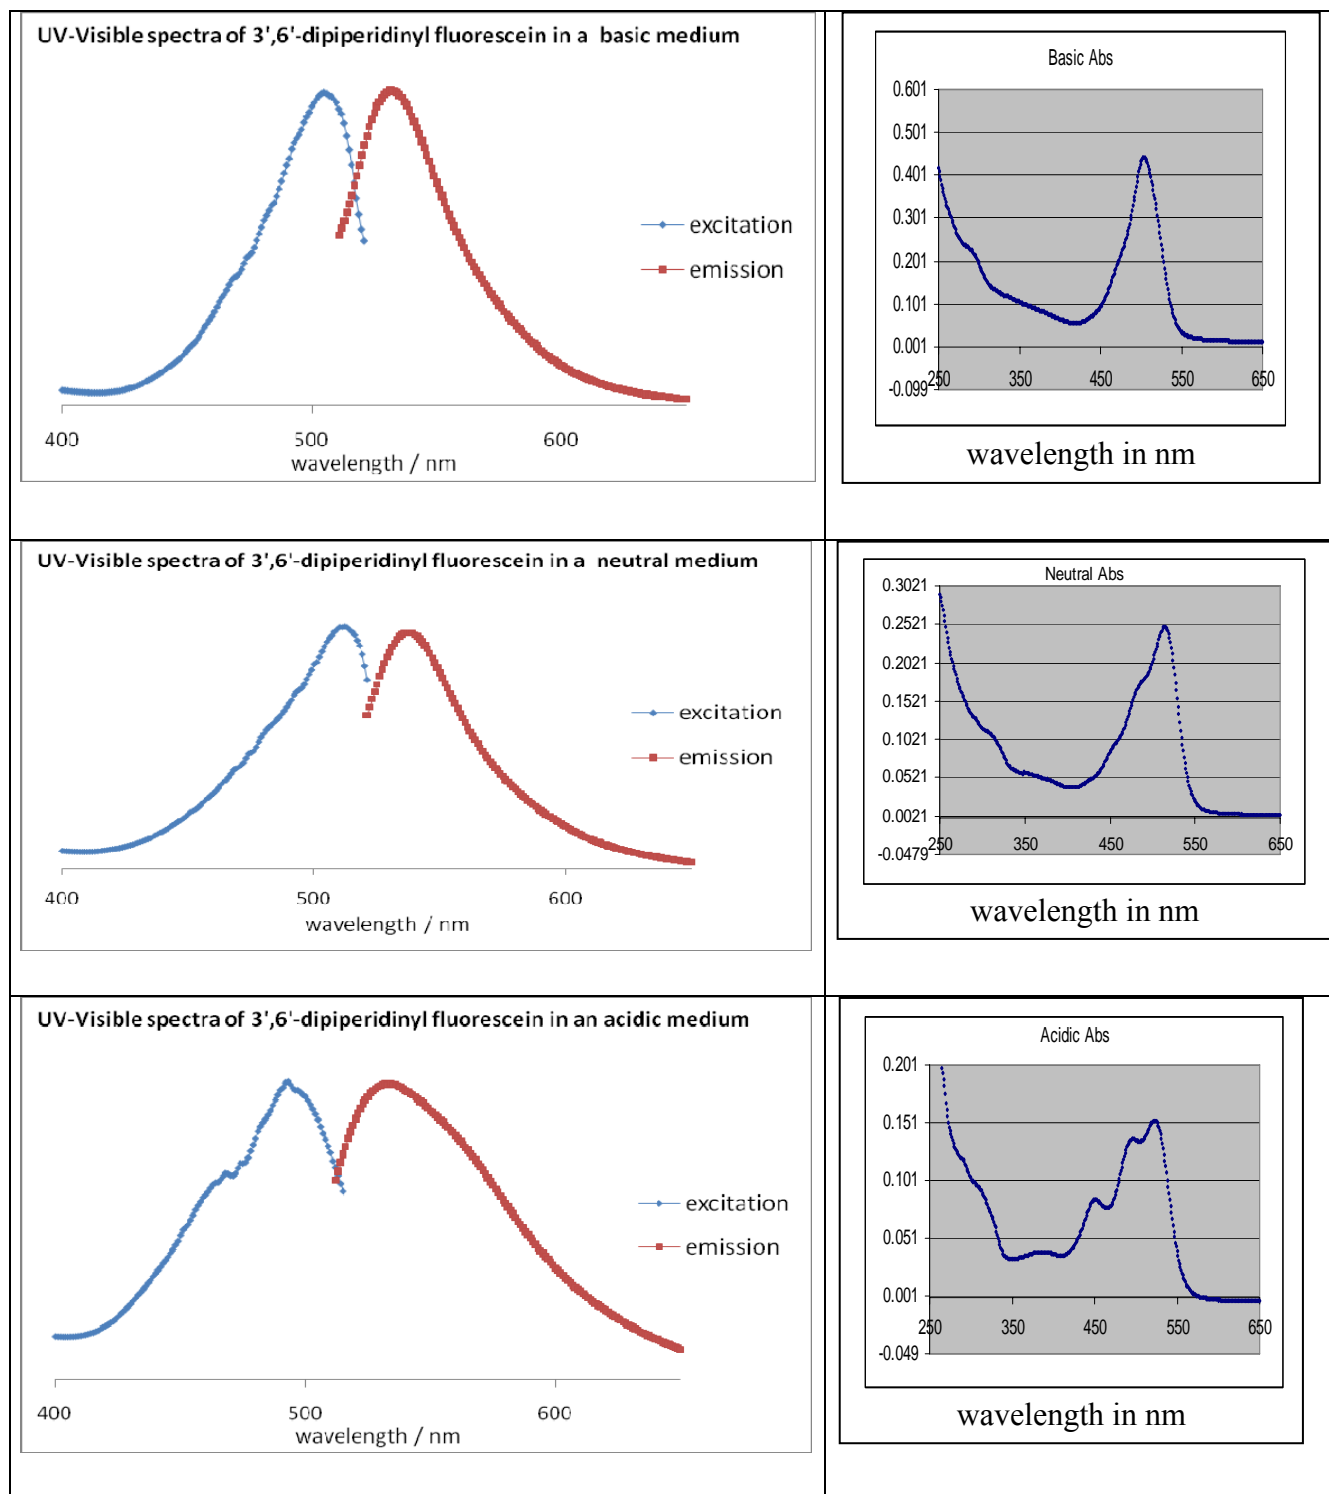 UV-Visible spectra of 3',6'-dipiperidinyl fluorescein in a basic medium
excitation
emission
400 500 600
wavelength / nm
Basic Abs
0.601
0.501
0.401
0.301
0.201
0.101
0.001
-0.099
250 350 450 550 650
wavelength in nm
UV-Visible spectra of 3',6'-dipiperidinyl fluorescein in a neutral medium
excitation
emission
400 500 600
wavelength / nm
Neutral Abs
0.3021
0.2521
0.2021
0.1521
0.1021
0.0521
0.0021
-0.0479
250 350 450 550 650
wavelength in nm
UV-Visible spectra of 3',6'-dipiperidinyl fluorescein in an acidic medium
excitation
emission
400 500 600
wavelength / nm
Acidic Abs
0.201
0.151
0.101
0.051
0.001
-0.049
250 350 450 550 650
wavelength in nm